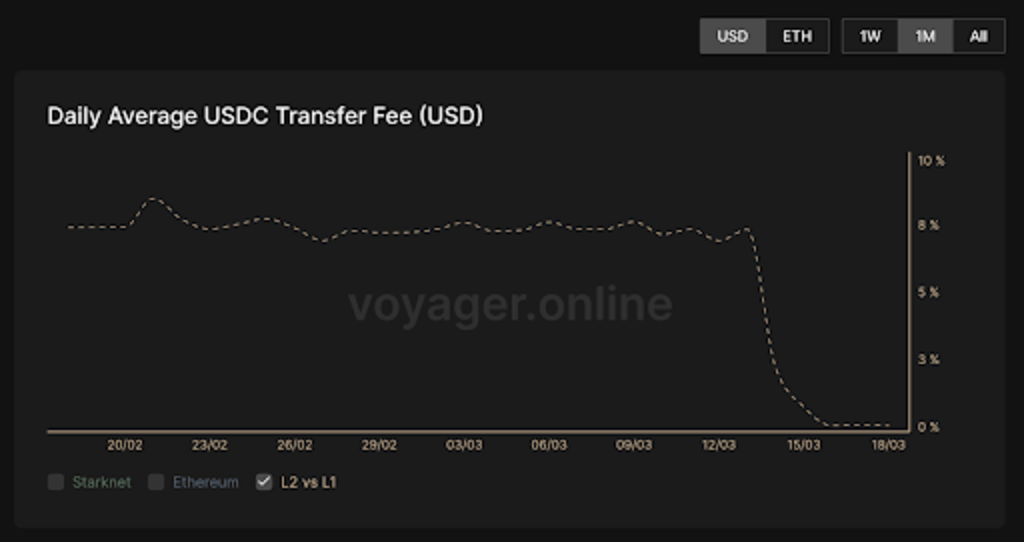 USD ETH 1W 1M All
Daily Average USDC Transfer Fee (USD)
10 %
8 %
voyager.online
5 %
3 %
0 %
20/02 23/02 26/02 29/02 03/03 06/03 09/03 12/03 15/03 18/03
Starknet Ethereum L2 vs L1